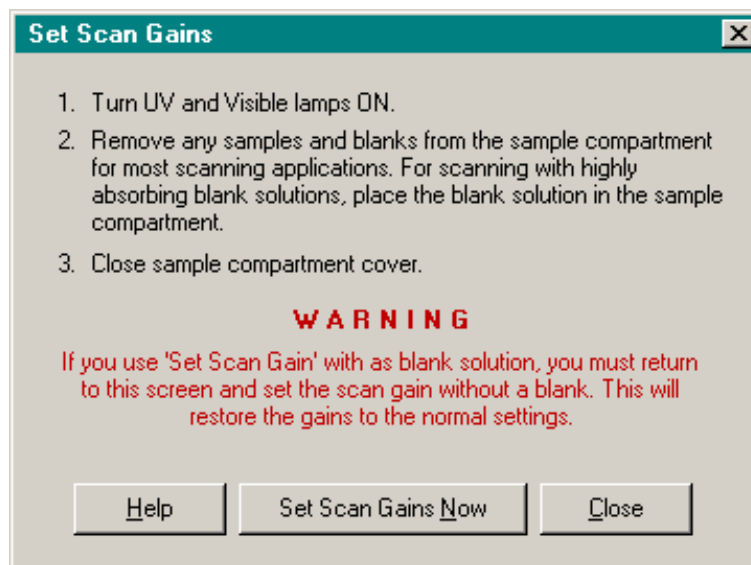 Set Scan Gains
1. Turn UV and Visible lamps ON.
2. Remove any samples and blanks from the sample compartment
for most scanning applications. For scanning with highly
absorbing blank solutions, place the blank solution in the sample
compartment.
3. Close sample compartment cover.
WARNING
If you use 'Set Scan Gain' with as blank solution, you must return
to this screen and set the scan gain without a blank. This will
restore the gains to the normal settings.
Help Set Scan Gains Now Close